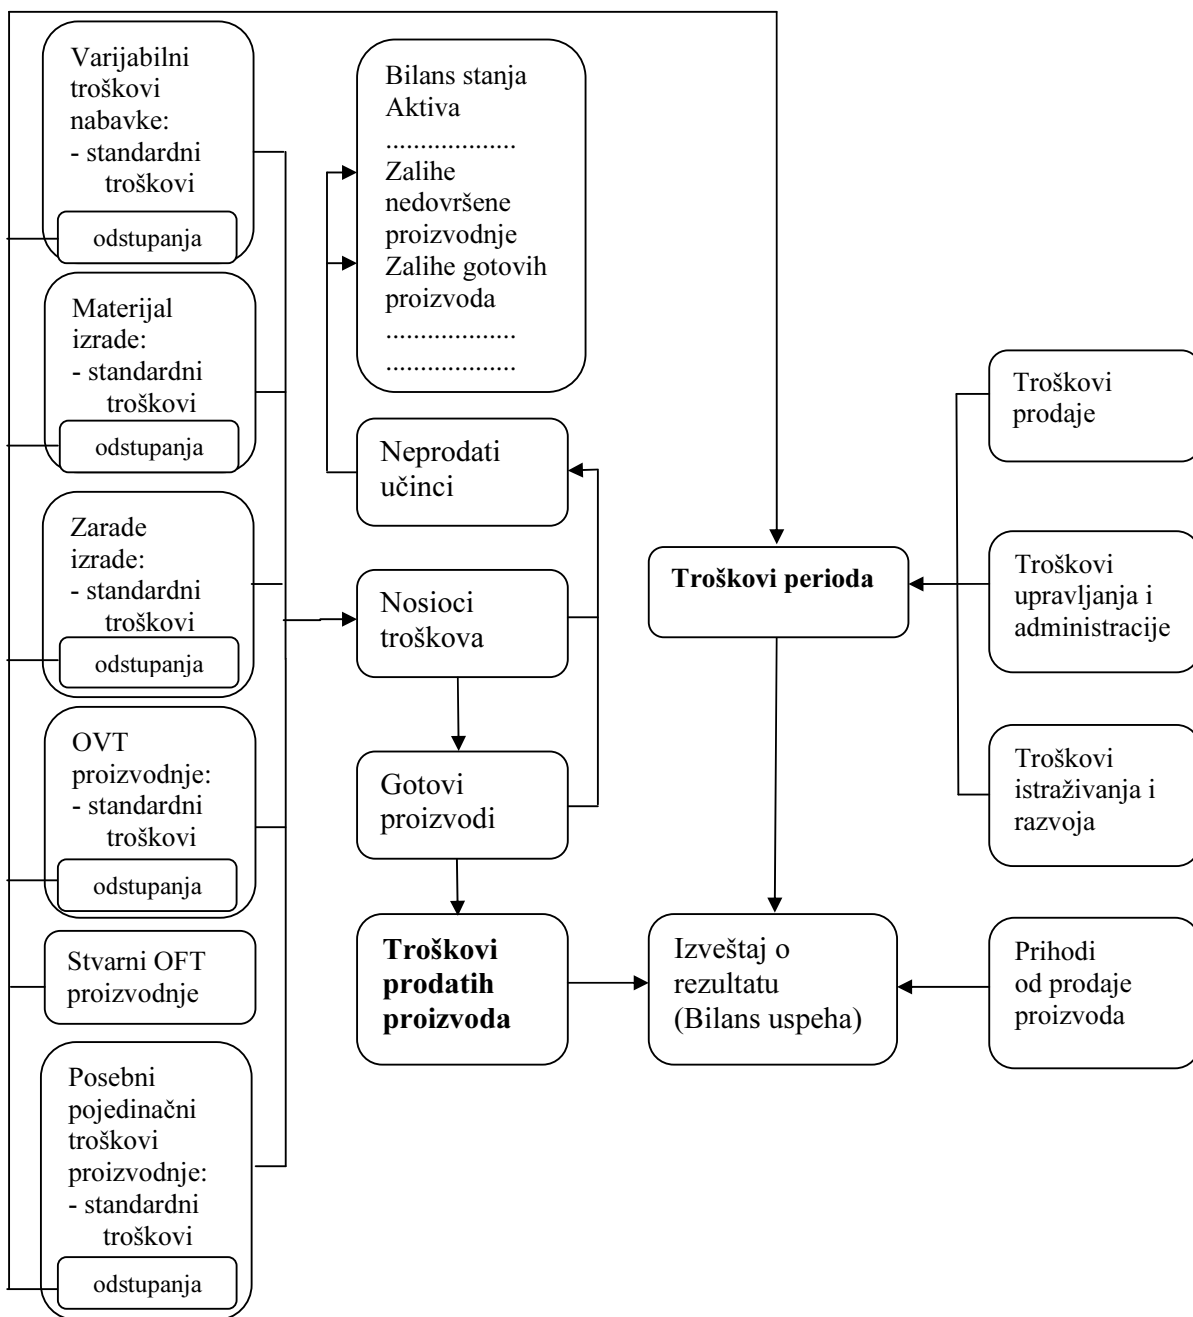 Varijabilni
troškovi
nabavke:
- standardni
troškovi
odstupanja
Materijal
izrade:
- standardni
troškovi
odstupanja
Zarade
izrade:
- standardni
troškovi
odstupanja
OVT
proizvodnje:
- standardni
troškovi
odstupanja
Stvarni OFT
proizvodnje
Posebni
pojedinačni
troškovi
proizvodnje:
- standardni
troškovi
odstupanja
Bilans stanja
Aktiva
...................
Zalihe
nedovršene
proizvodnje
Zalihe gotovih
proizvoda
...................
...................
Neprodati
učinci
Nosioci
troškova
Gotovi
proizvodi
Troškovi
prodatih
proizvoda
Troškovi perioda
Izveštaj o
rezultatu
(Bilans uspeha)
Troškovi
prodaje
Troškovi
upravljanja i
administracije
Troškovi
istraživanja i
razvoja
Prihodi
od prodaje
proizvoda